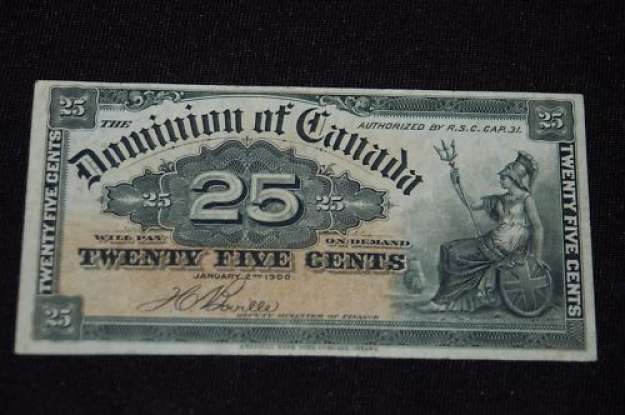 25
25
THE
AUTHORIZED BY R.S.C. CAP. 31.
Dominion of Canada
TWENTY FIVE CENTS
TWENTY FIVE CENTS
25
25
25
WILL PAY
ON DEMAND
TWENTY FIVE CENTS
JANUARY 2ND 1900
DEPUTY MINISTER OF FINANCE
25